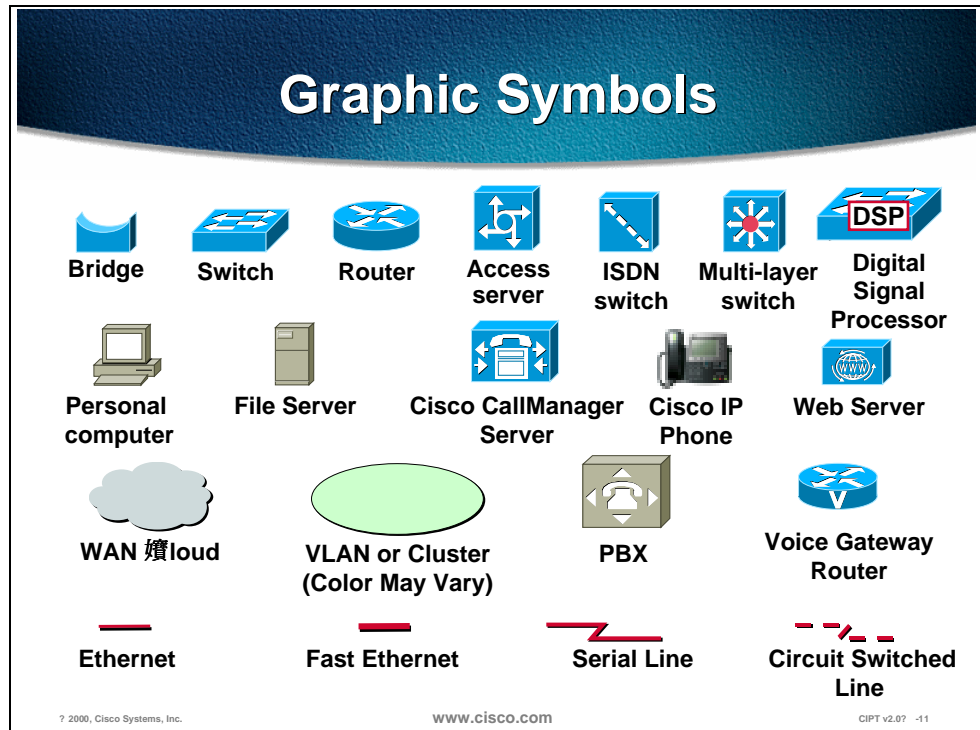 Graphic Symbols
DSP
Bridge
Switch
Router
Access
server
ISDN
switch
Multi-layer
switch
Digital
Signal
Processor
WWW
Personal
computer
File Server
Cisco CallManager
Server
Cisco IP
Phone
Web Server
V
WAN 嬪loud
VLAN or Cluster
(Color May Vary)
PBX
Voice Gateway
Router
Ethernet
Fast Ethernet
Serial Line
Circuit Switched
Line
? 2000, Cisco Systems, Inc.
www.cisco.com
CIPT v2.0? -11